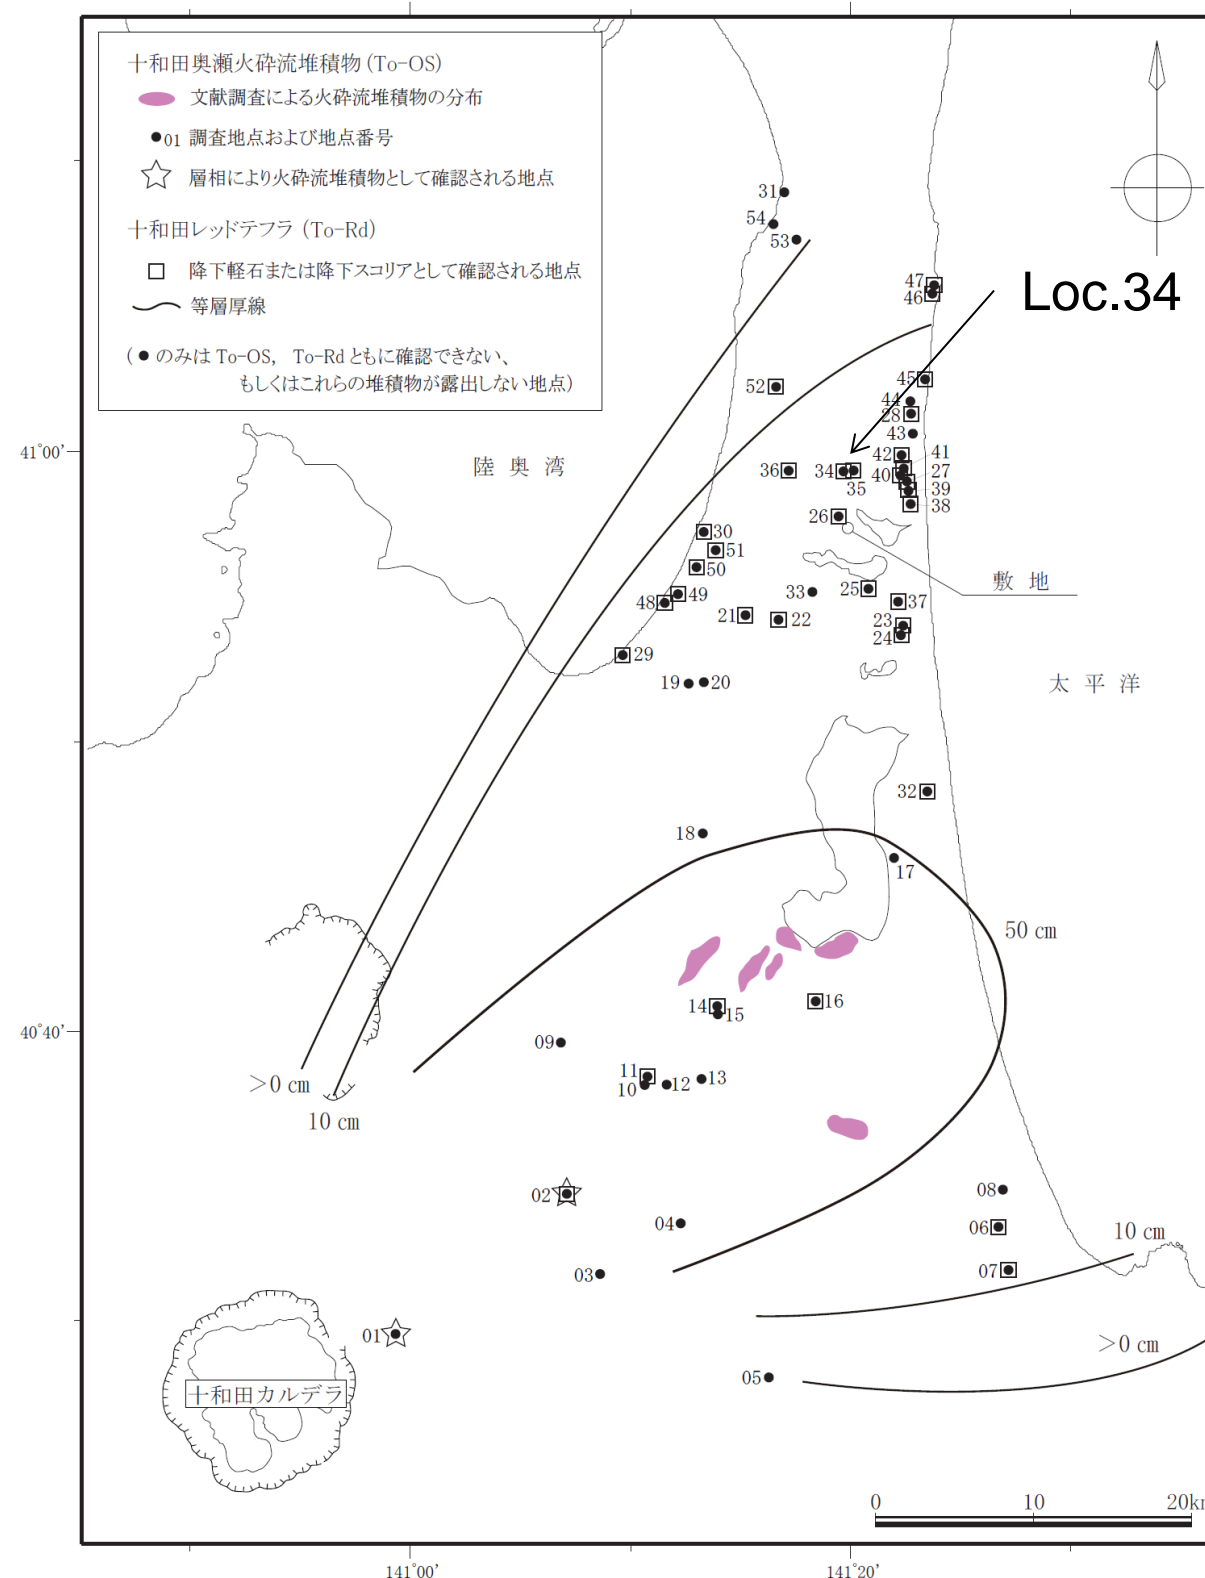 十和田奥瀬火砕流堆積物 (To-OS)
文献調査による火砕流堆積物の分布
01 調査地点および地点番号
層相により火砕流堆積物として確認される地点
十和田レッドテフラ (To-Rd)
降下軽石または降下スコリアとして確認される地点
等層厚線
( ● のみは To-OS, To-Rd ともに確認できない、
もしくはこれらの堆積物が露出しない地点)
31
54
53
47
46
Loc.34
45
52
44
28
43
41°00'
陸奥湾
36
34
35
42
41
40
27
39
38
26
30
51
50
敷地
49
48
33
25
37
21
22
23
24
29
19
20
太平洋
32
18
17
50 cm
14
15
16
40°40'
09
11
10
12
13
>0 cm
10 cm
02
08
04
06
10 cm
03
07
01
>0 cm
05
十和田カルデラ
0 10 20km
141°00' 141°20'